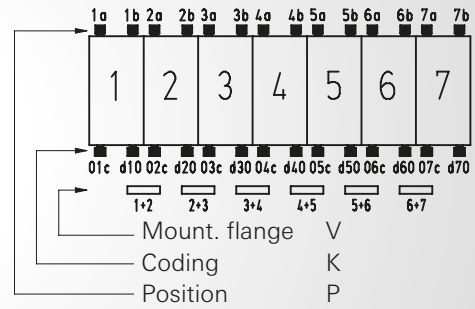 1a 1b 2a 2b 3a 3b 4a 4b 5a 5b 6a 6b 7a 7b
1 2 3 4 5 6 7
01c d10 02c d20 03c d30 04c d40 05c d50 06c d60 07c d70
1+2 2+3 3+4 4+5 5+6 6+7
Mount. flange V
Coding K
Position P